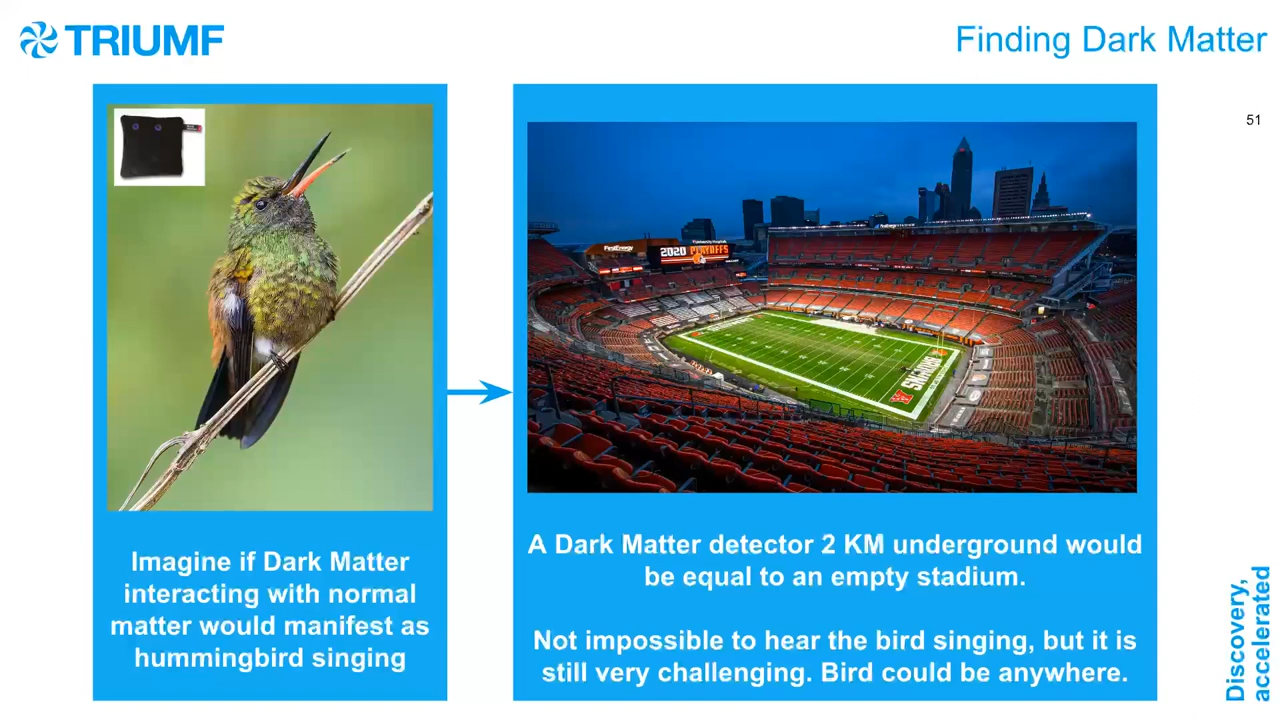 TRIUMF
Finding Dark Matter
51
FirstEnergy
2020 PLAYOFFS
BROWNS
Imagine if Dark Matter
interacting with normal
matter would manifest as
hummingbird singing
A Dark Matter detector 2 KM underground would
be equal to an empty stadium.
Not impossible to hear the bird singing, but it is
still very challenging. Bird could be anywhere.
Discovery,
accelerated